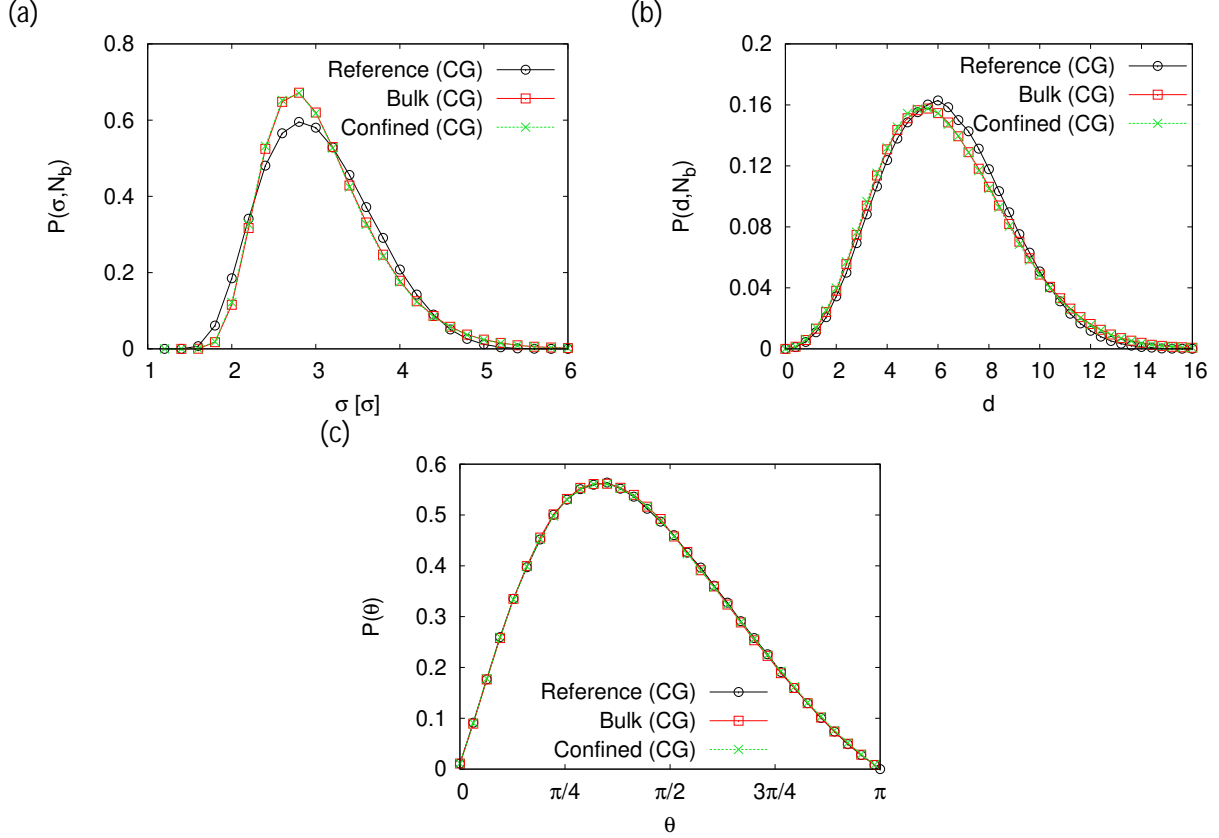 (a)
P(σ,N_b)
0.8
0.6
0.4
0.2
0
1 2 3 4 5 6
σ [σ]
Reference (CG)
Bulk (CG)
Confined (CG)
(b)
P(d,N_b)
0.2
0.16
0.12
0.08
0.04
0
0 2 4 6 8 10 12 14 16
d
Reference (CG)
Bulk (CG)
Confined (CG)
(c)
P(θ)
0.6
0.5
0.4
0.3
0.2
0.1
0
0 π/4 π/2 3π/4 π
θ
Reference (CG)
Bulk (CG)
Confined (CG)